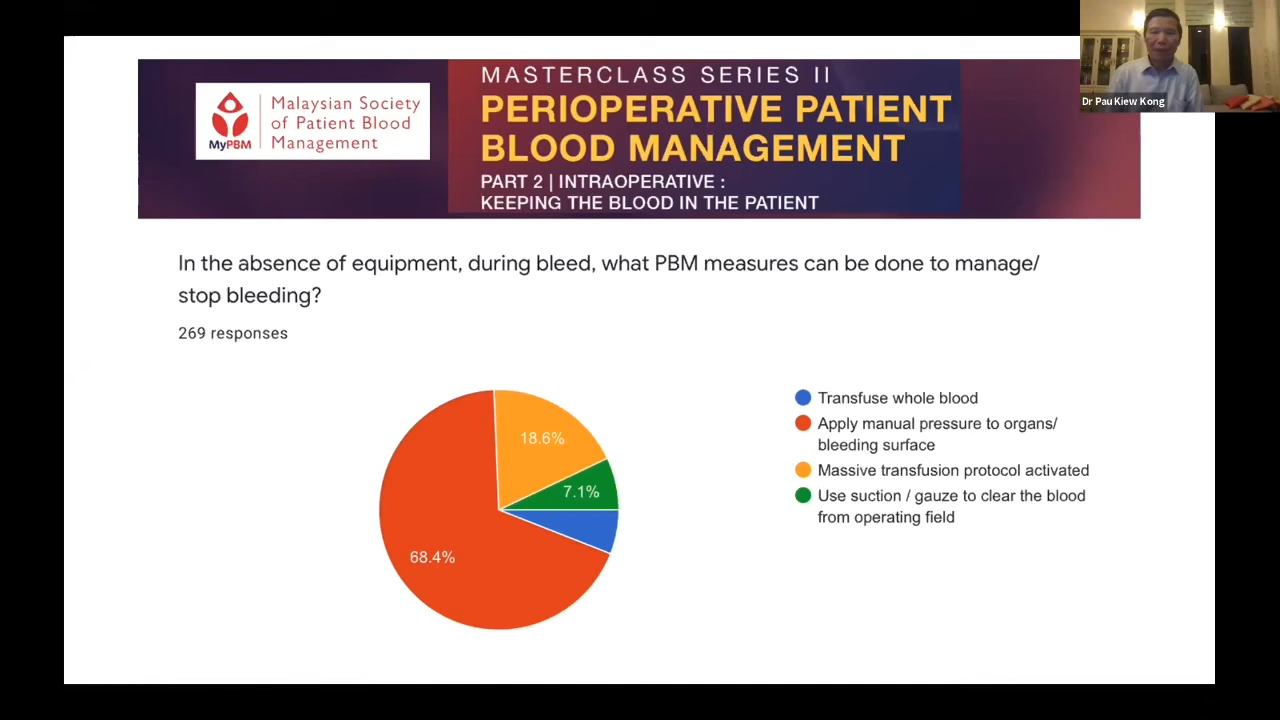 Dr Pau Kiew Kong
MyPBM
Malaysian Society
of Patient Blood
Management
MASTERCLASS SERIES II
PERIOPERATIVE PATIENT
BLOOD MANAGEMENT
PART 2 | INTRAOPERATIVE :
KEEPING THE BLOOD IN THE PATIENT
In the absence of equipment, during bleed, what PBM measures can be done to manage/
stop bleeding?
269 responses
18.6%
7.1%
68.4%
Transfuse whole blood
Apply manual pressure to organs/
bleeding surface
Massive transfusion protocol activated
Use suction / gauze to clear the blood
from operating field